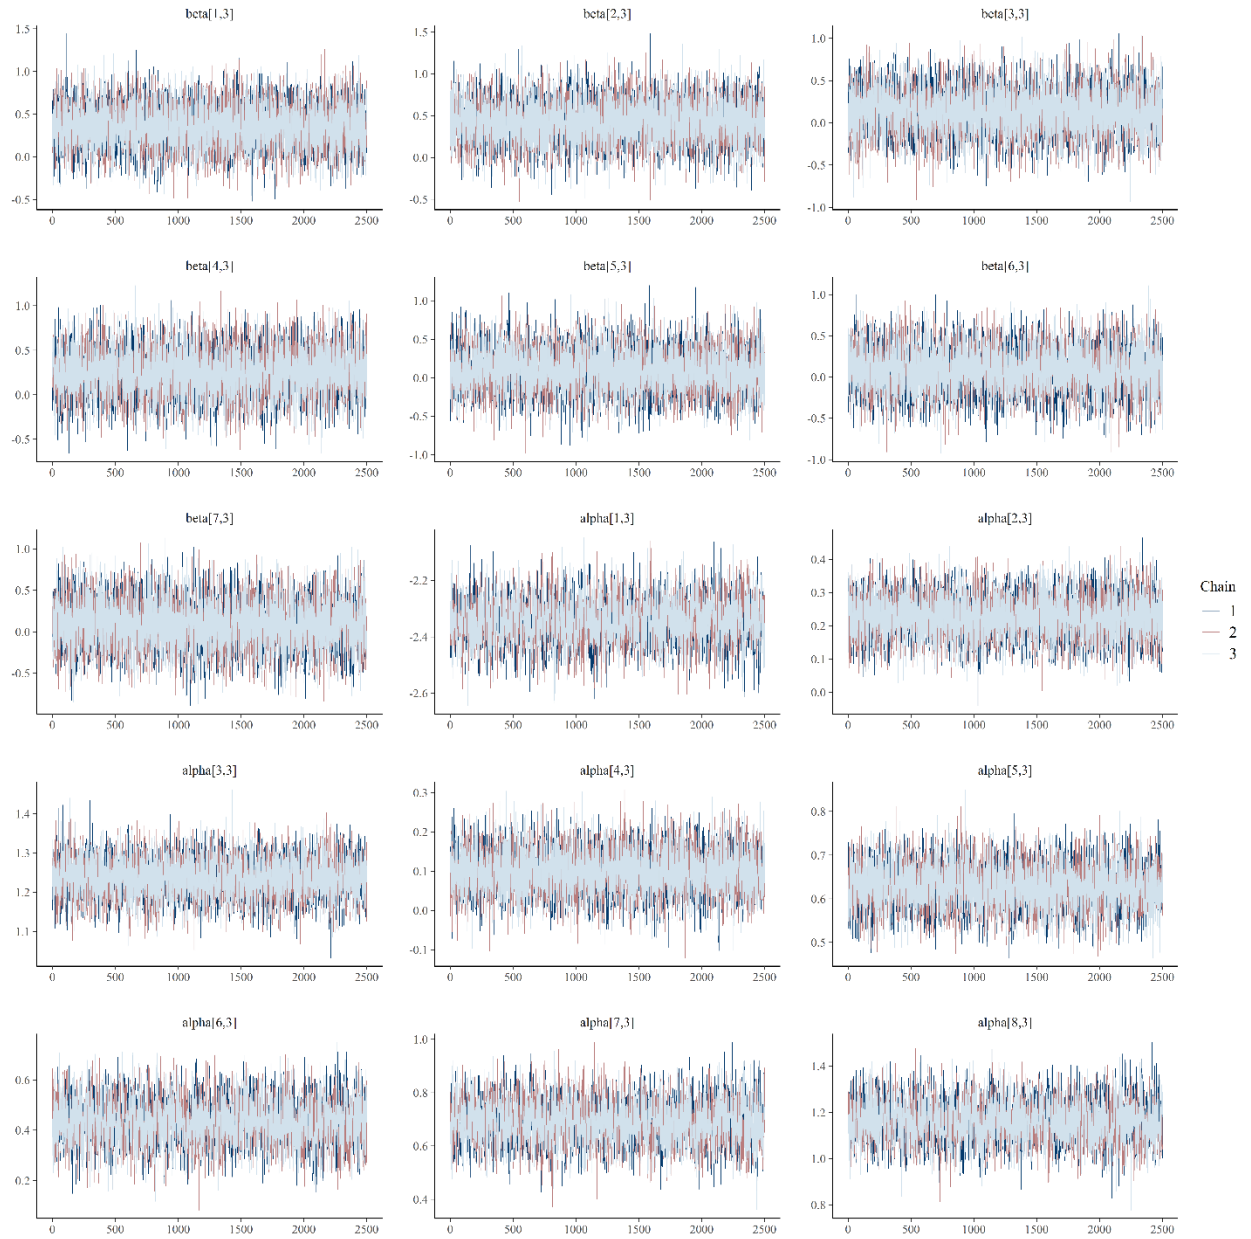 beta[1,3] beta[2,3] beta[3,3]
1.5 1.0 0.5 0.0 -0.5
1.5 1.0 0.5 0.0 -0.5
1.0 0.5 0.0 -0.5 -1.0
0 500 1000 1500 2000 2500 0 500 1000 1500 2000 2500 0 500 1000 1500 2000 2500
beta[4,3] beta[5,3] beta[6,3]
1.0 0.5 0.0 -0.5
1.0 0.5 0.0 -0.5 -1.0
1.0 0.5 0.0 -0.5 -1.0
0 500 1000 1500 2000 2500 0 500 1000 1500 2000 2500 0 500 1000 1500 2000 2500
beta[7,3] alpha[1,3] alpha[2,3]
1.0 0.5 0.0 -0.5
-2.2 -2.4 -2.6
0.4 0.3 0.2 0.1 0.0
0 500 1000 1500 2000 2500 0 500 1000 1500 2000 2500 0 500 1000 1500 2000 2500
Chain
1
2
3
alpha[3,3] alpha[4,3] alpha[5,3]
1.4 1.3 1.2 1.1
0.3 0.2 0.1 0.0 -0.1
0.8 0.7 0.6 0.5
0 500 1000 1500 2000 2500 0 500 1000 1500 2000 2500 0 500 1000 1500 2000 2500
alpha[6,3] alpha[7,3] alpha[8,3]
0.6 0.4 0.2
1.0 0.8 0.6 0.4
1.4 1.2 1.0 0.8
0 500 1000 1500 2000 2500 0 500 1000 1500 2000 2500 0 500 1000 1500 2000 2500